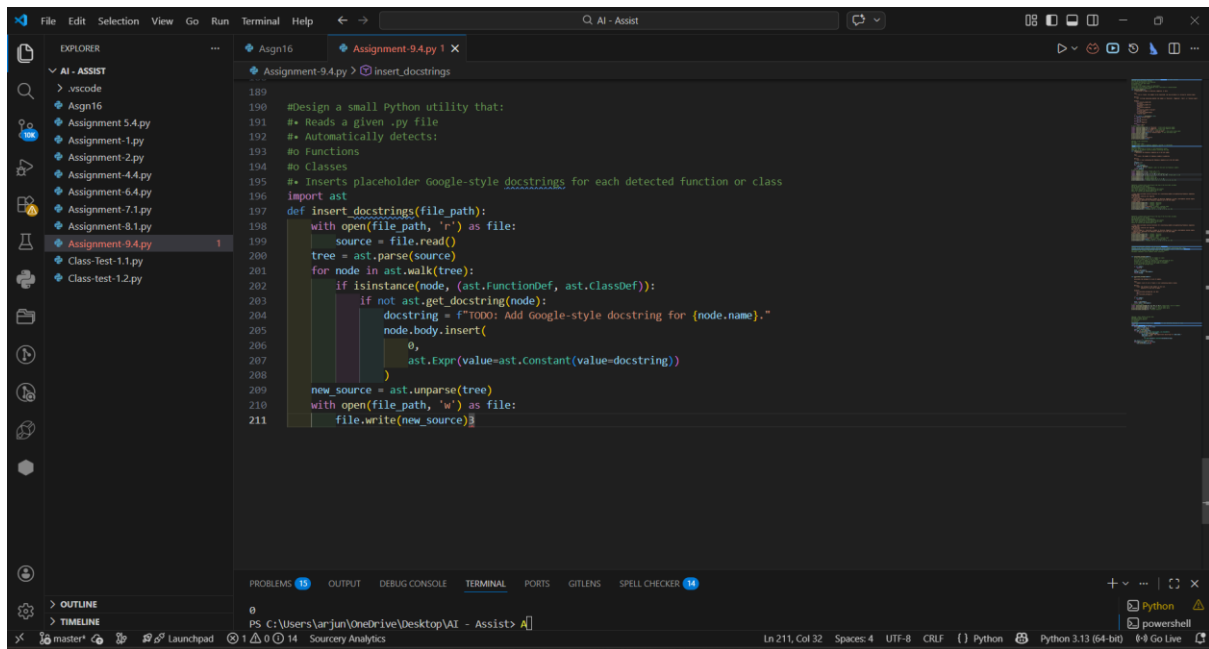 File Edit Selection View Go Run Terminal Help
AI - Assist
EXPLORER
Asgn16
Assignment-9.4.py 1
AI - ASSIST
Assignment-9.4.py > insert_docstrings
.vscode
Asgn16
Assignment 5.4.py
Assignment-1.py
Assignment-2.py
Assignment-4.4.py
Assignment-6.4.py
Assignment-7.1.py
Assignment-8.1.py
Assignment-9.4.py 1
Class-Test-1.1.py
Class-test-1.2.py
10K
189
190 #Design a small Python utility that:
191 #• Reads a given .py file
192 #• Automatically detects:
193 #o Functions
194 #o Classes
195 #• Inserts placeholder Google-style docstrings for each detected function or class
196 import ast
197 def insert_docstrings(file_path):
198 with open(file_path, 'r') as file:
199 source = file.read()
200 tree = ast.parse(source)
201 for node in ast.walk(tree):
202 if isinstance(node, (ast.FunctionDef, ast.ClassDef)):
203 if not ast.get_docstring(node):
204 docstring = f"TODO: Add Google-style docstring for {node.name}."
205 node.body.insert(
206 0,
207 ast.Expr(value=ast.Constant(value=docstring))
208 )
209 new_source = ast.unparse(tree)
210 with open(file_path, 'w') as file:
211 file.write(new_source)3
PROBLEMS 15 OUTPUT DEBUG CONSOLE TERMINAL PORTS GITLENS SPELL CHECKER 14
0
PS C:\Users\arjun\OneDrive\Desktop\AI - Assist> A
Python
powershell
OUTLINE
TIMELINE
master* Launchpad 1 0 14 Sourcery Analytics Ln 211, Col 32 Spaces: 4 UTF-8 CRLF {} Python Python 3.13 (64-bit) Go Live